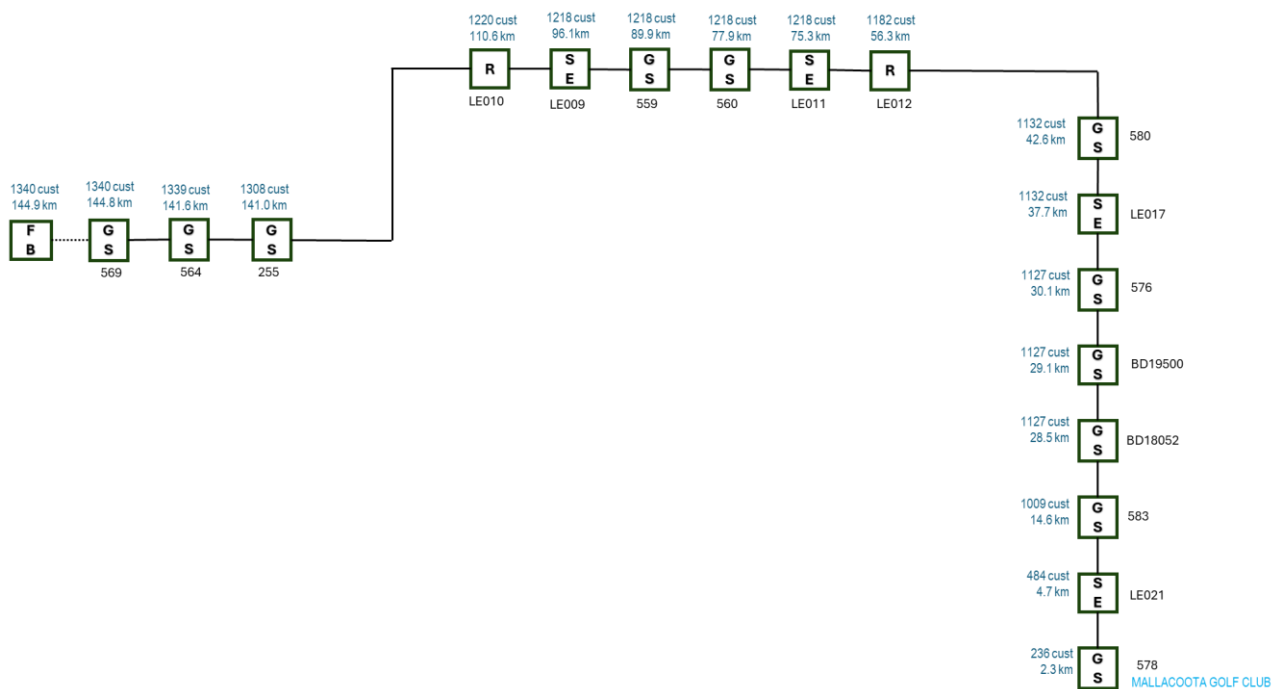 1220 cust
110.6 km
1218 cust
96.1 km
1218 cust
89.9 km
1218 cust
77.9 km
1218 cust
75.3 km
1182 cust
56.3 km
R
S
E
G
S
G
S
S
E
R
LE010
LE009
559
560
LE011
LE012
1132 cust
42.6 km
G
S
580
1340 cust
144.9 km
1340 cust
144.8 km
1339 cust
141.6 km
1308 cust
141.0 km
F
B
G
S
G
S
G
S
569
564
255
1132 cust
37.7 km
S
E
LE017
1127 cust
30.1 km
G
S
576
1127 cust
29.1 km
G
S
BD19500
1127 cust
28.5 km
G
S
BD18052
1009 cust
14.6 km
G
S
583
484 cust
4.7 km
S
E
LE021
236 cust
2.3 km
G
S
578
MALLACOOTA GOLF CLUB